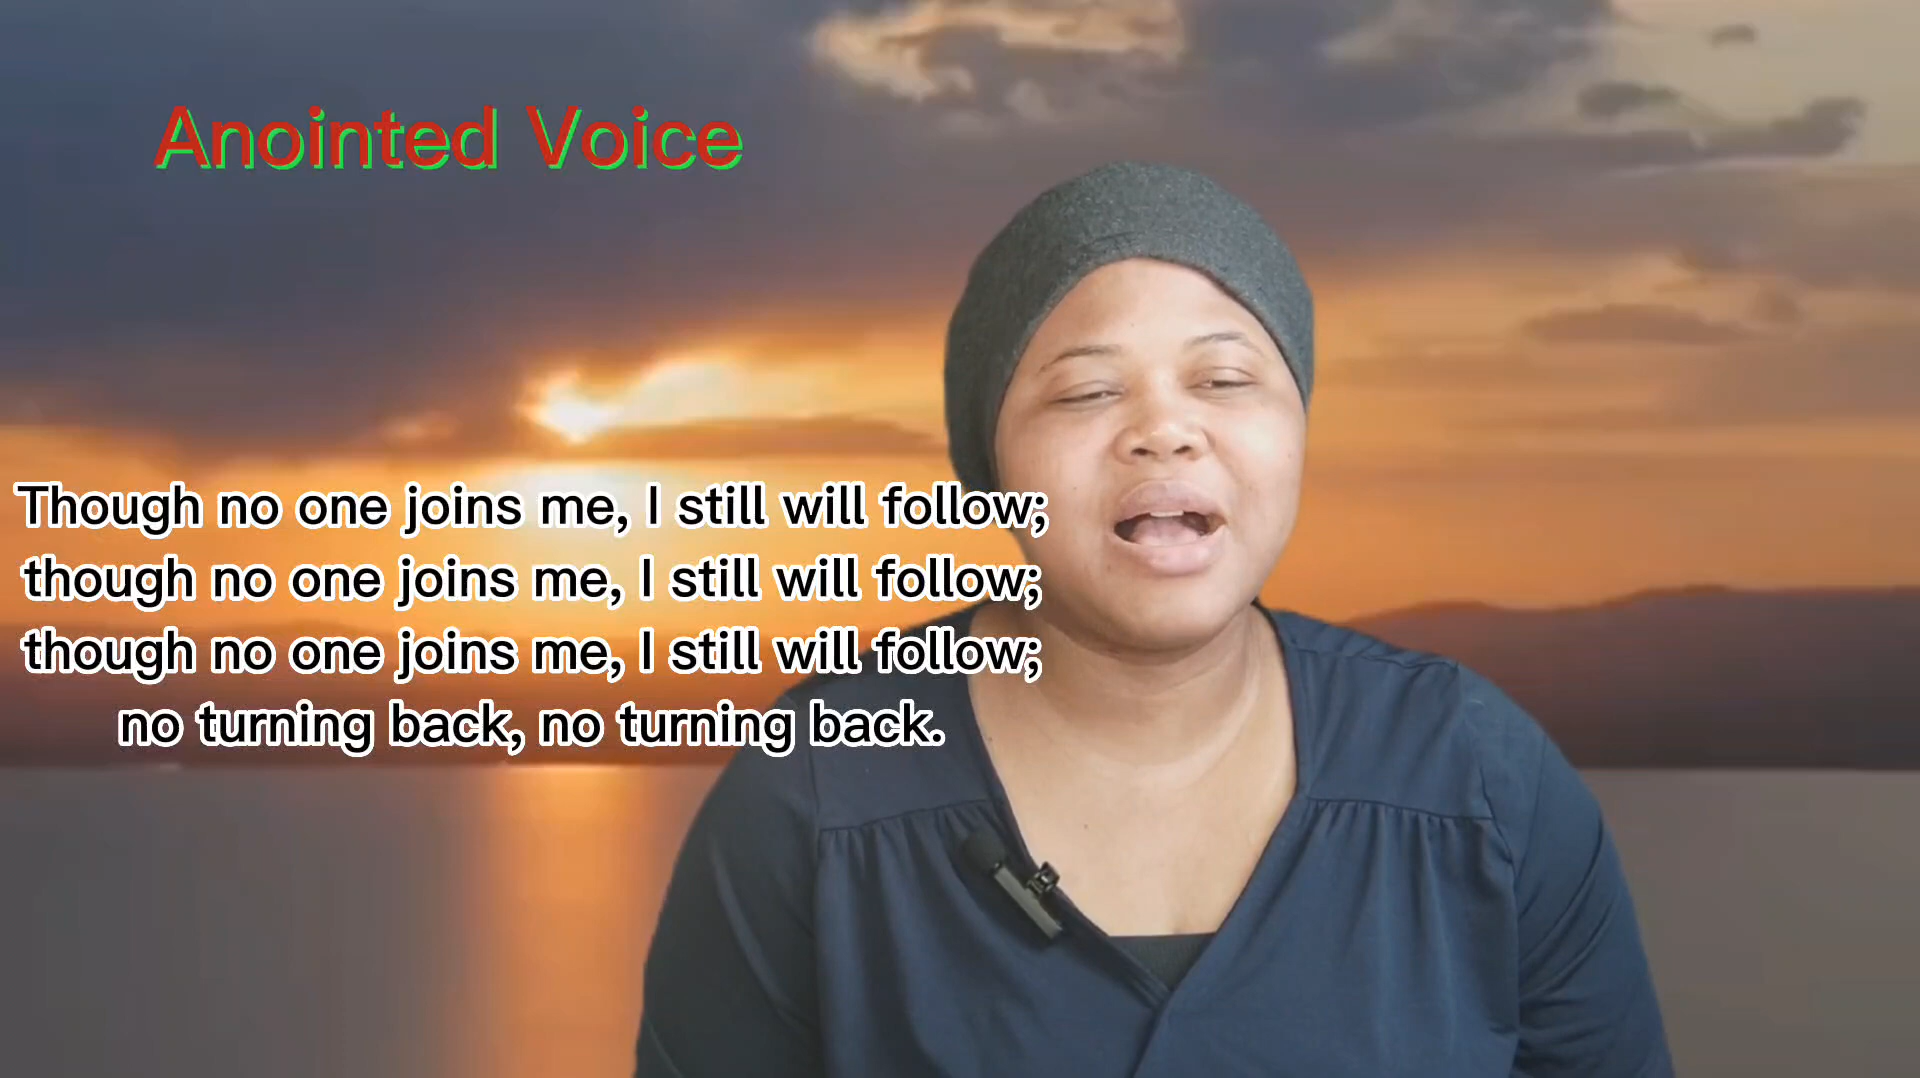 Anointed Voice
Though no one joins me, I still will follow;
though no one joins me, I still will follow;
though no one joins me, I still will follow;
no turning back, no turning back.